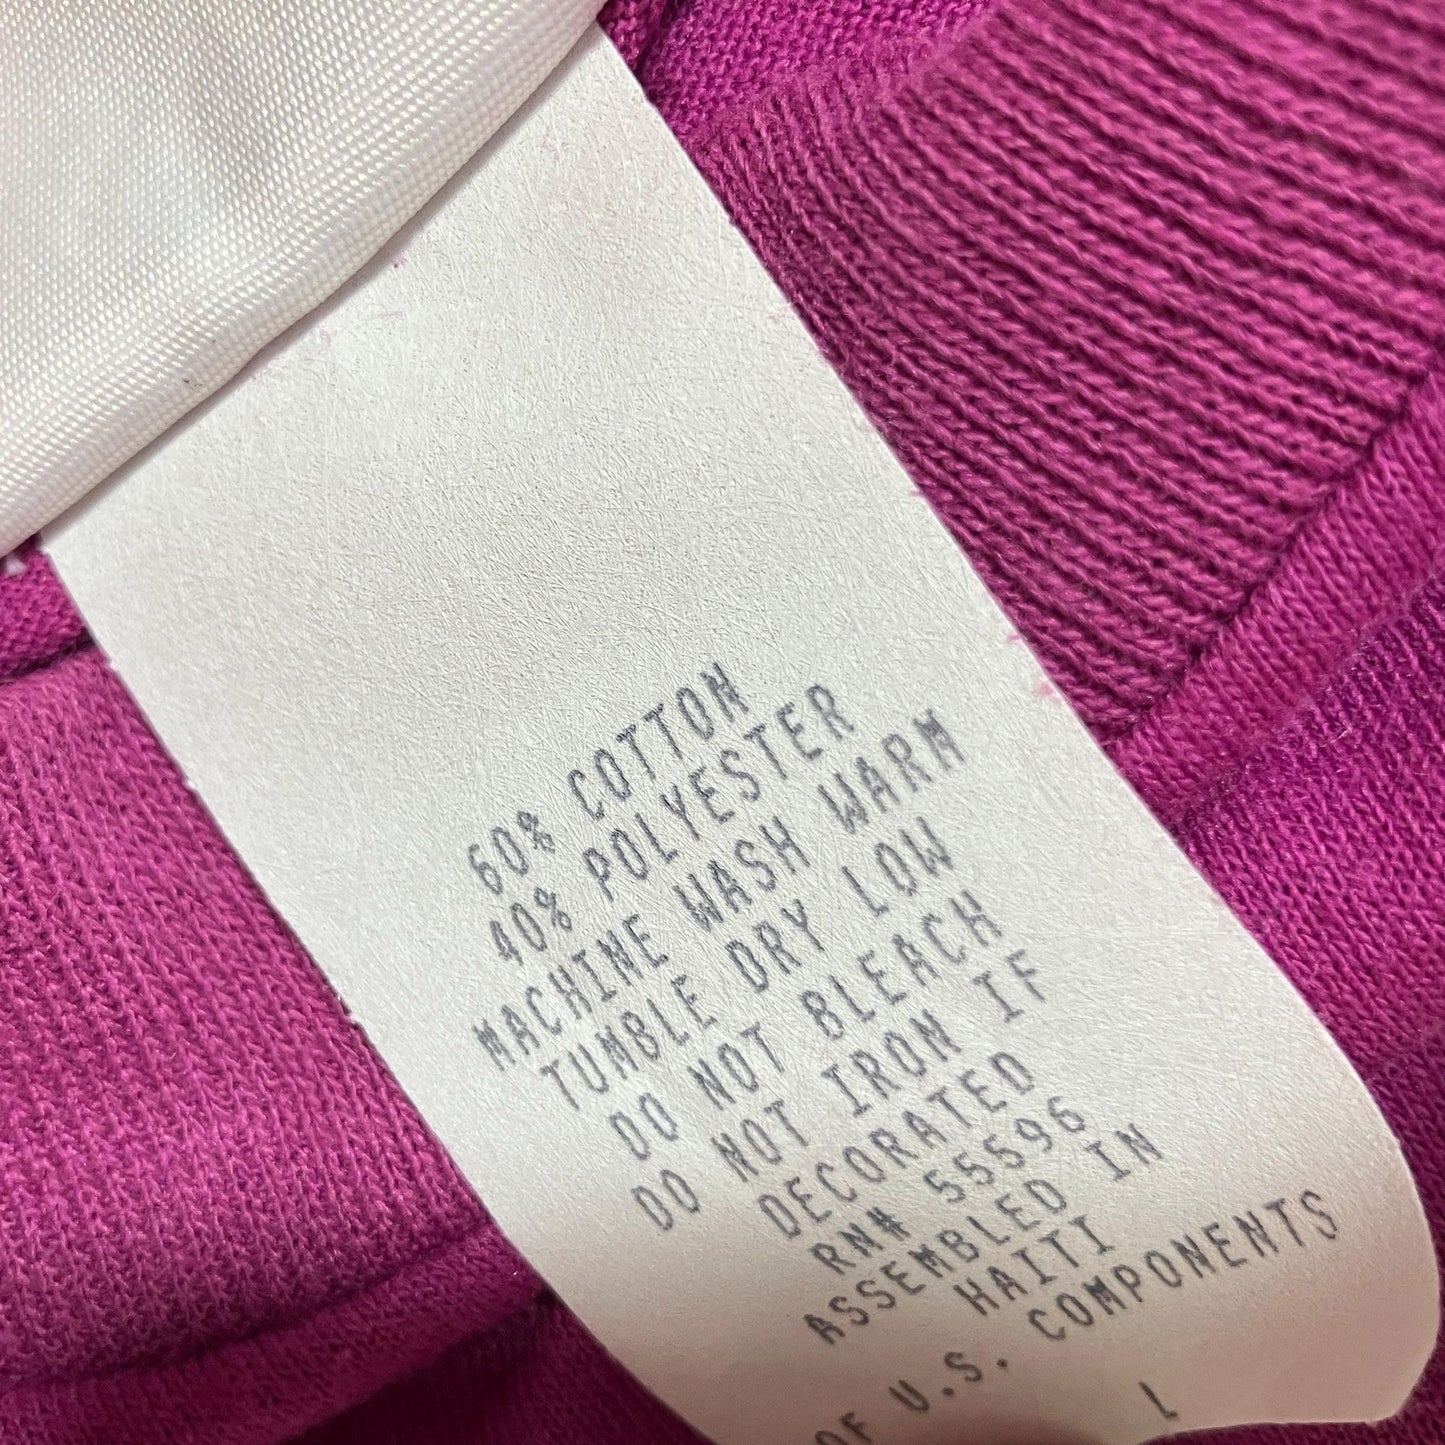 60% COTTON
40% POLYESTER
MACHINE WASH WARM
TUMBLE DRY LOW
DO NOT BLEACH
DO NOT IRON IF
DECORATED
RN# 55596
ASSEMBLED IN
HAITI
OF U.S. COMPONENTS
L